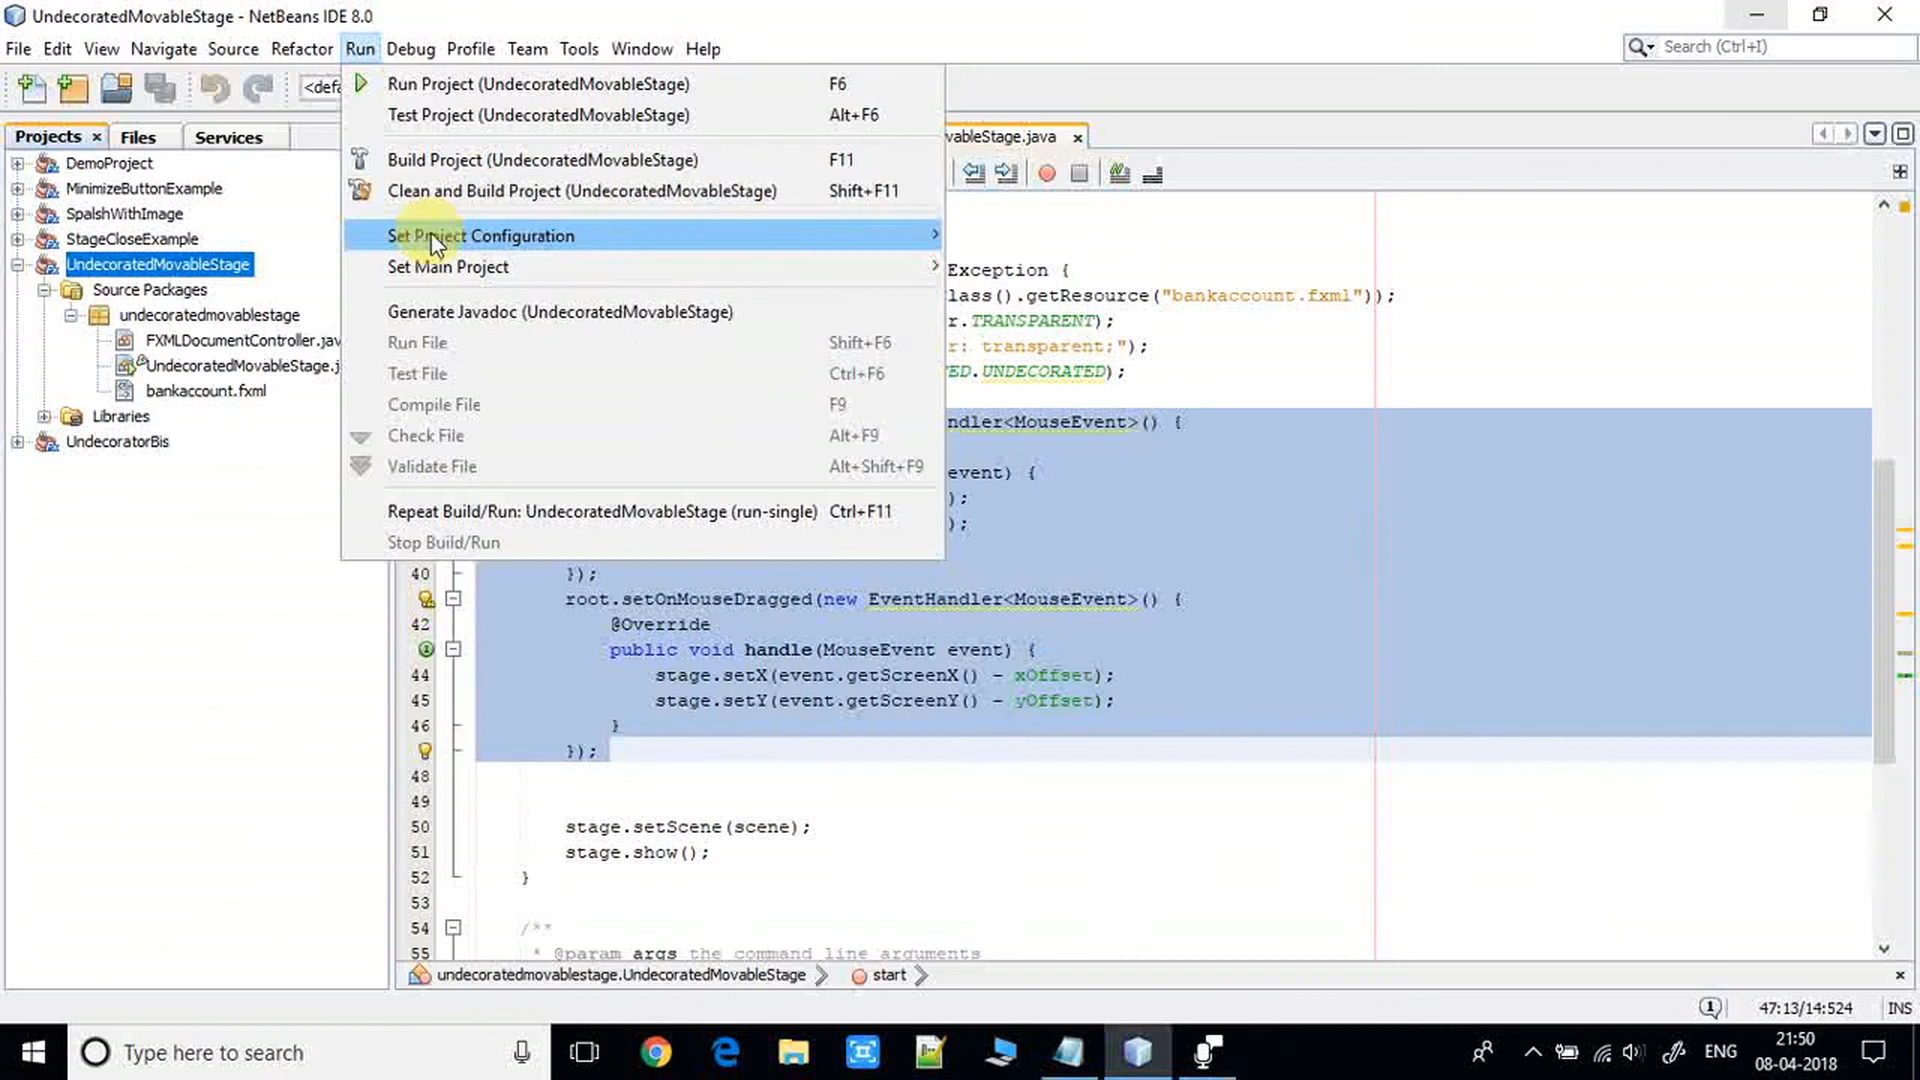 UndecoratedMovableStage - NetBeans IDE 8.0
File Edit View Navigate Source Refactor Run Debug Profile Team Tools Window Help
Search (Ctrl+I)
<defa
Run Project (UndecoratedMovableStage) F6
Test Project (UndecoratedMovableStage) Alt+F6
Build Project (UndecoratedMovableStage) F11
Clean and Build Project (UndecoratedMovableStage) Shift+F11
Set Project Configuration
Set Main Project
Generate Javadoc (UndecoratedMovableStage)
Run File Shift+F6
Test File Ctrl+F6
Compile File F9
Check File Alt+F9
Validate File Alt+Shift+F9
Repeat Build/Run: UndecoratedMovableStage (run-single) Ctrl+F11
Stop Build/Run
Projects Files Services
DemoProject
MinimizeButtonExample
SpalshWithImage
StageCloseExample
UndecoratedMovableStage
Source Packages
undecoratedmovablestage
FXMLDocumentController.jav
UndecoratedMovableStage.j
bankaccount.fxml
Libraries
UndecoratorBis
vableStage.java
Exception {
lass().getResource("bankaccount.fxml"));
r.TRANSPARENT);
r: transparent;");
ED.UNDECORATED);
ndler<MouseEvent>() {
event) {
);
);
40 });
root.setOnMouseDragged(new EventHandler<MouseEvent>() {
42 @Override
public void handle(MouseEvent event) {
44 stage.setX(event.getScreenX() - xOffset);
45 stage.setY(event.getScreenY() - yOffset);
46 }
});
48
49
50 stage.setScene(scene);
51 stage.show();
52 }
53
54 /**
55 * @param args the command line arguments
undecoratedmovablestage.UndecoratedMovableStage start
1 47:13/14:524 INS
Type here to search
ENG
21:50
08-04-2018